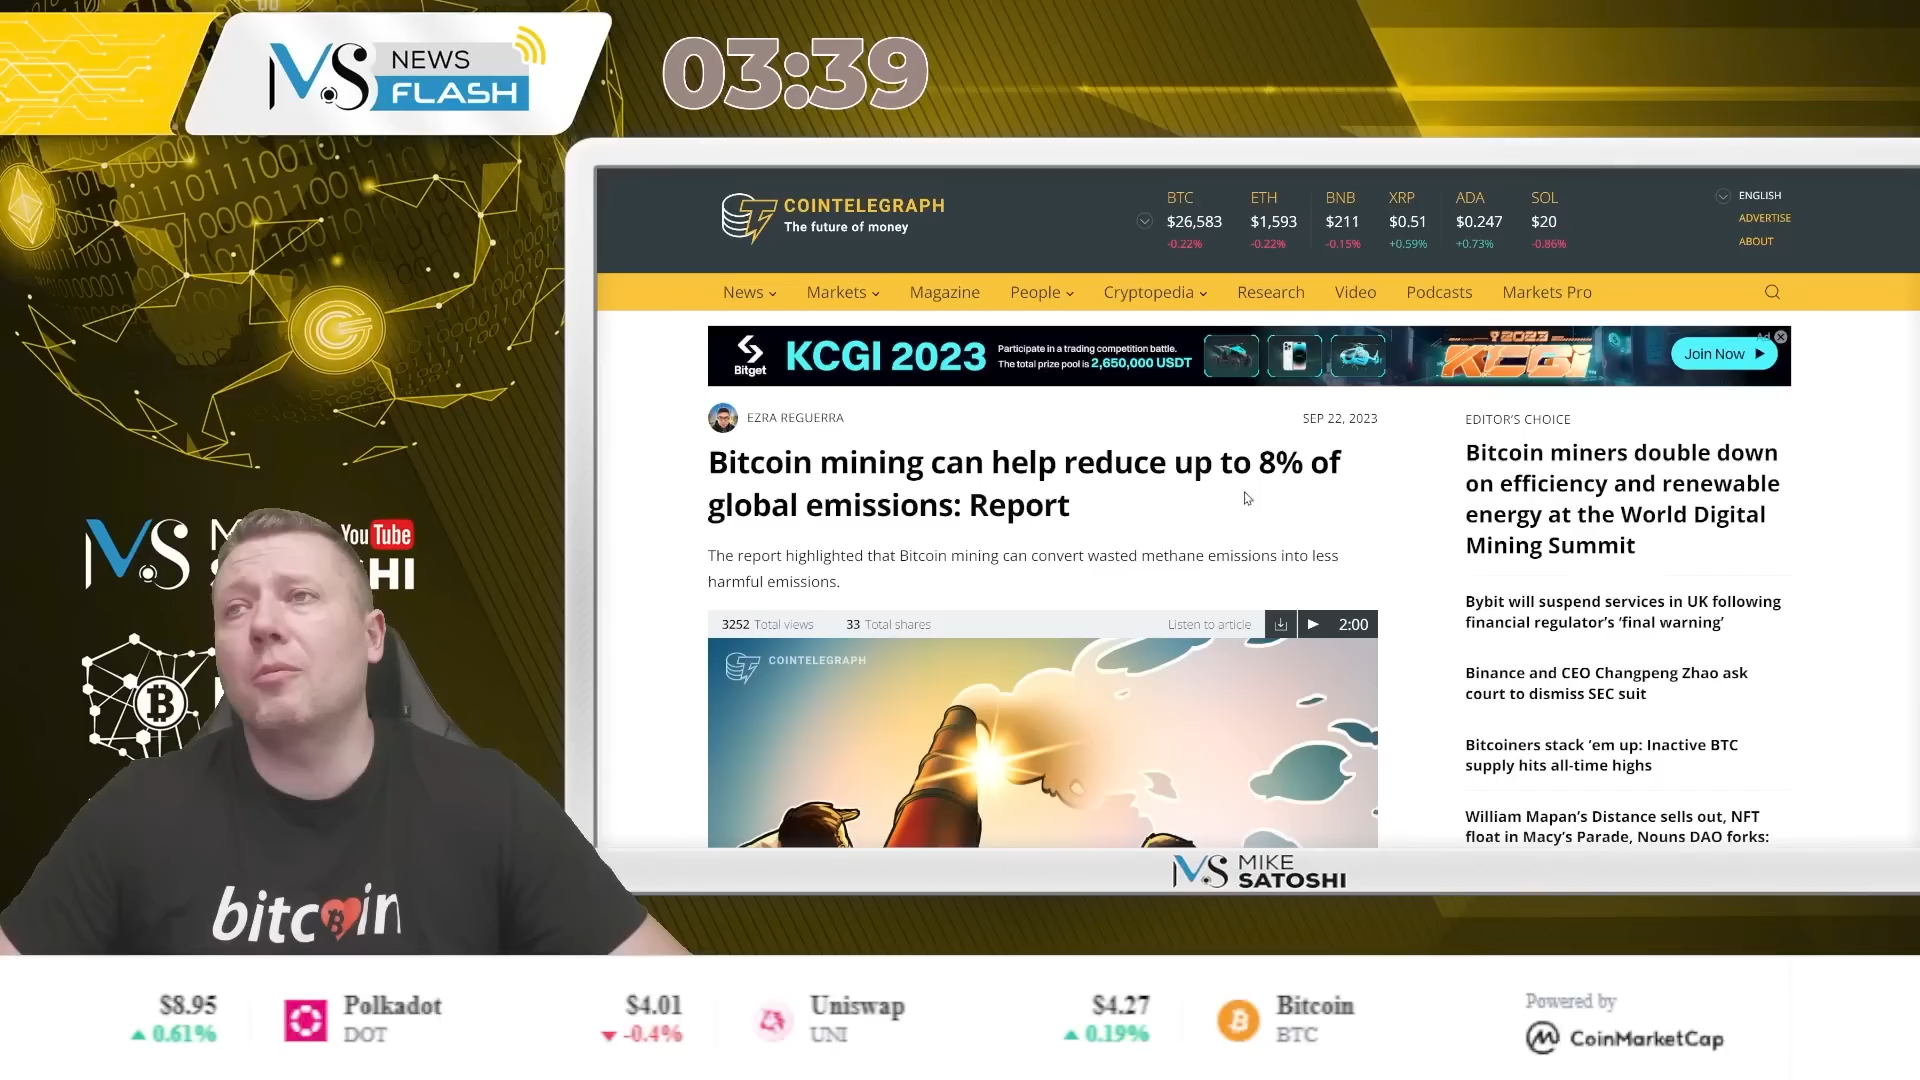 MS NEWS
FLASH
03:39
COINTELEGRAPH
The future of money
BTC ETH BNB XRP ADA SOL
$26,583 $1,593 $211 $0.51 $0.247 $20
-0.22% -0.22% -0.15% +0.59% +0.73% -0.86%
ENGLISH
ADVERTISE
ABOUT
News Markets Magazine People Cryptopedia Research Video Podcasts Markets Pro
Bitget
KCGI 2023
Participate in a trading competition battle.
The total prize pool is 2,650,000 USDT
2023
KCGI
Ad
Join Now
EZRA REGUERRA
SEP 22, 2023
Bitcoin mining can help reduce up to 8% of
global emissions: Report
The report highlighted that Bitcoin mining can convert wasted methane emissions into less
harmful emissions.
3252 Total views 33 Total shares Listen to article 2:00
COINTELEGRAPH
EDITOR'S CHOICE
Bitcoin miners double down
on efficiency and renewable
energy at the World Digital
Mining Summit
Bybit will suspend services in UK following
financial regulator's 'final warning'
Binance and CEO Changpeng Zhao ask
court to dismiss SEC suit
Bitcoiners stack 'em up: Inactive BTC
supply hits all-time highs
William Mapan's Distance sells out, NFT
float in Macy's Parade, Nouns DAO forks:
MS MIKE
SATOSHI
MS
YouTube
HI
bitcoin
$8.95 Polkadot $4.01 Uniswap $4.27 Bitcoin
0.61% DOT -0.4% UNI 0.19% BTC
Powered by
CoinMarketCap